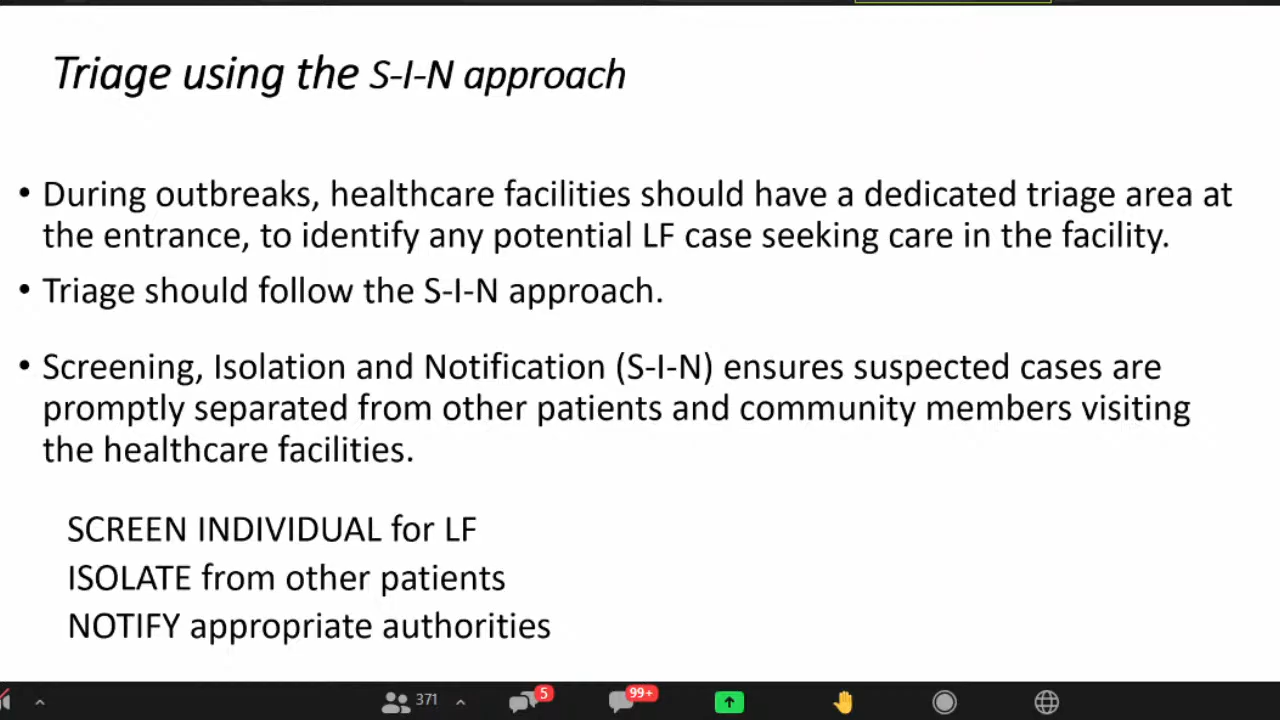 Triage using the S-I-N approach
• During outbreaks, healthcare facilities should have a dedicated triage area at
the entrance, to identify any potential LF case seeking care in the facility.
• Triage should follow the S-I-N approach.
• Screening, Isolation and Notification (S-I-N) ensures suspected cases are
promptly separated from other patients and community members visiting
the healthcare facilities.
SCREEN INDIVIDUAL for LF
ISOLATE from other patients
NOTIFY appropriate authorities
371
5
99+